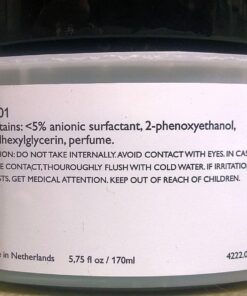 01
tains: <5% anionic surfactant, 2-phenoxyethanol,
lhexylglycerin, perfume.
ION: DO NOT TAKE INTERNALLY. AVOID CONTACT WITH EYES. IN CAS
E CONTACT, THOUROUGHLY FLUSH WITH COLD WATER. IF IRRITATION
STS, GET MEDICAL ATTENTION. KEEP OUT OF REACH OF CHILDREN.
e in Netherlands 5,75 fl oz / 170ml 4222.0